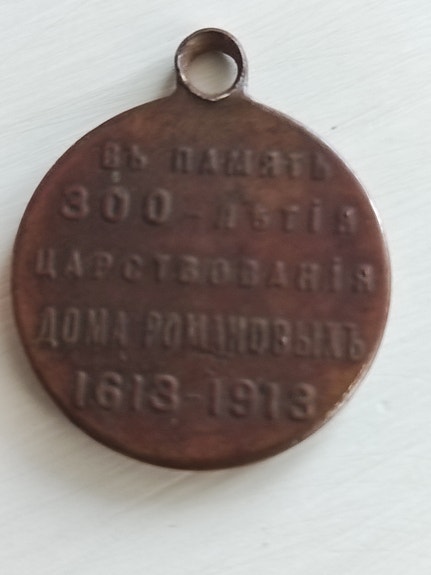 ВЪ ПАМЯТЬ
300-ЛѢТІЯ
ЦАРСТВОВАНІЯ
ДОМА РОМАНОВЫХЪ
1613-1913